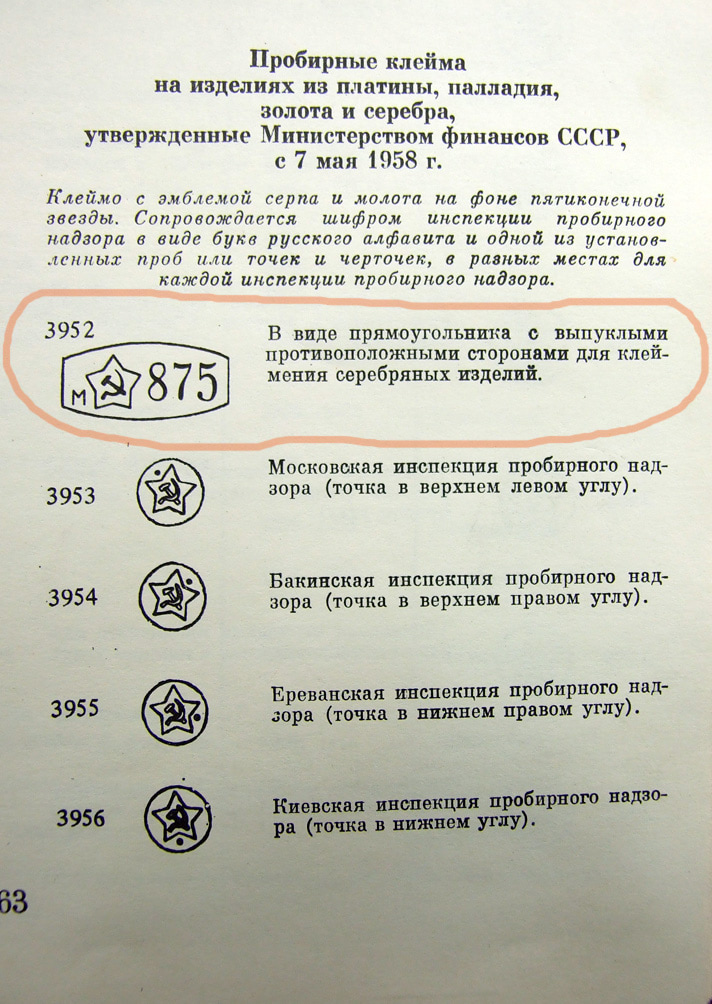 Пробирные клейма
на изделиях из платины, палладия,
золота и серебра,
утвержденные Министерством финансов СССР,
с 7 мая 1958 г.
Клеймо с эмблемой серпа и молота на фоне пятиконечной
звезды. Сопровождается шифром инспекции пробирного
надзора в виде букв русского алфавита и одной из установ-
ленных проб или точек и черточек, в разных местах для
каждой инспекции пробирного надзора.
3952
М 875
В виде прямоугольника с выпуклыми
противоположными сторонами для клей-
мения серебряных изделий.
3953
Московская инспекция пробирного над-
зора (точка в верхнем левом углу).
3954
Бакинская инспекция пробирного над-
зора (точка в верхнем правом углу).
3955
Ереванская инспекция пробирного над-
зора (точка в нижнем правом углу).
3956
Киевская инспекция пробирного надзо-
ра (точка в нижнем углу).
63